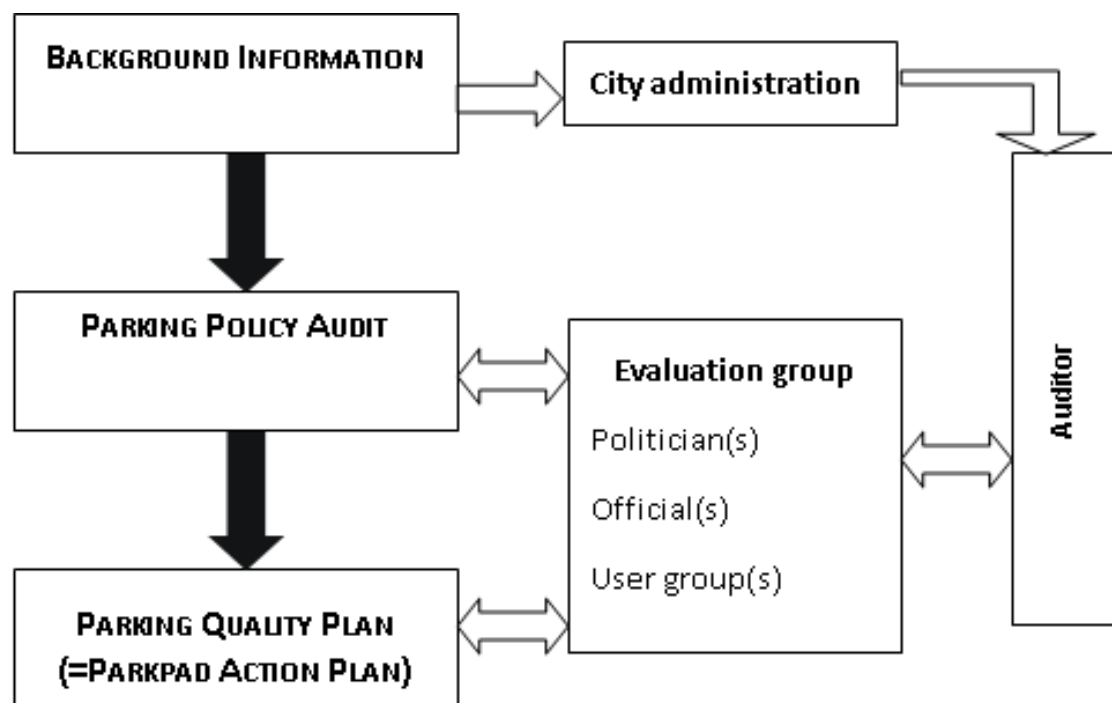 BACKGROUND INFORMATION
City administration
PARKING POLICY AUDIT
Evaluation group
Politician(s)
Official(s)
User group(s)
Auditor
PARKING QUALITY PLAN
(=PARKPAD ACTION PLAN)